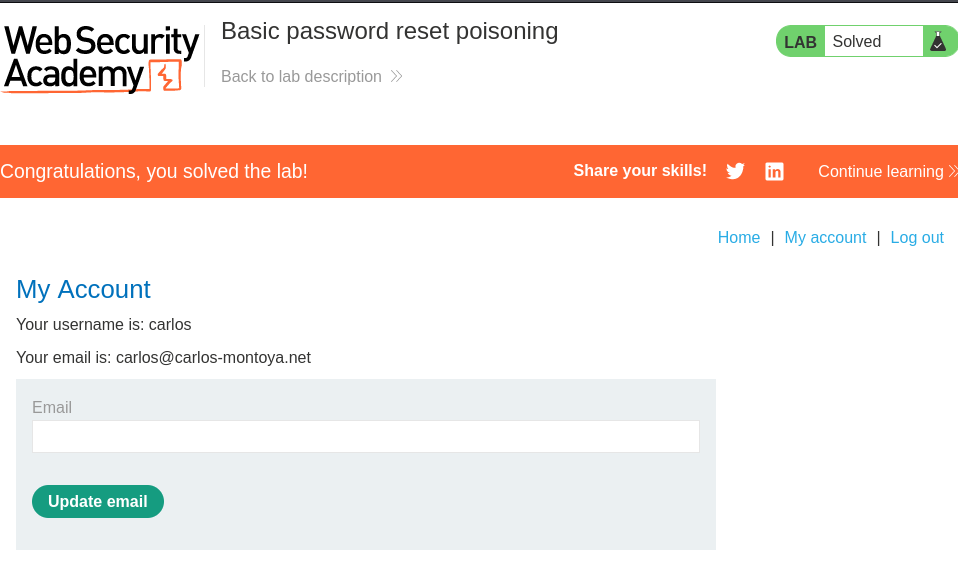 Web Security
Academy
Basic password reset poisoning
Back to lab description
LAB Solved
Congratulations, you solved the lab!
Share your skills!
Continue learning
Home | My account | Log out
My Account
Your username is: carlos
Your email is: carlos@carlos-montoya.net
Email
Update email